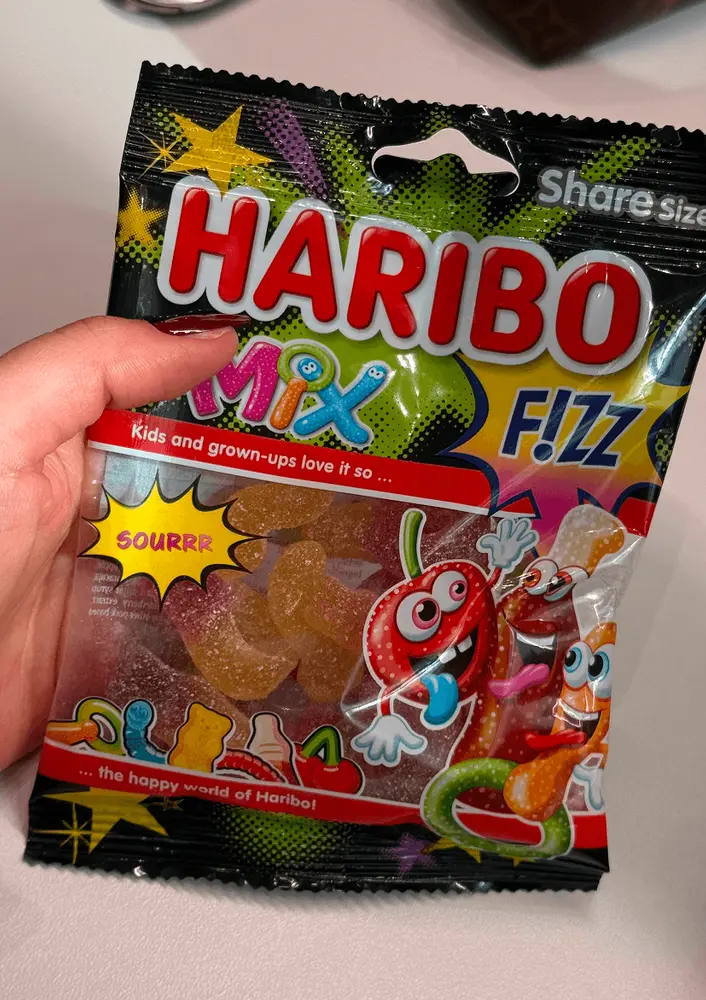 Share Size
HARIBO
MiX
F!ZZ
Kids and grown-ups love it so ...
SOURRR
... the happy world of Haribo!